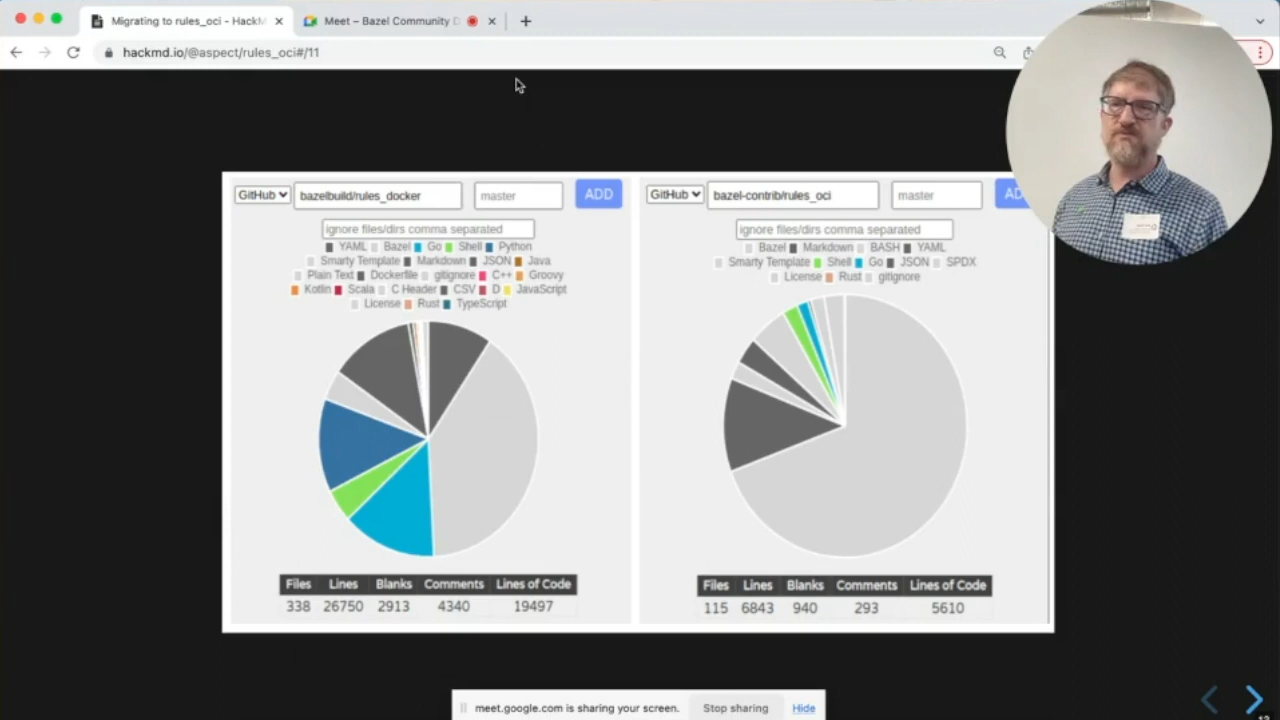 Migrating to rules_oci - HackM
Meet – Bazel Community D
hackmd.io/@aspect/rules_oci#/11
GitHub
bazelbuild/rules_docker
master
ADD
ignore files/dirs comma separated
YAML Bazel Go Shell Python
Smarty Template Markdown JSON Java
Plain Text Dockerfile gitignore C++ Groovy
Kotlin Scala C Header CSV D JavaScript
License Rust TypeScript
Files Lines Blanks Comments Lines of Code
338 26750 2913 4340 19497
GitHub
bazel-contrib/rules_oci
master
AD
ignore files/dirs comma separated
Bazel Markdown BASH YAML
Smarty Template Shell Go JSON SPDX
License Rust gitignore
Files Lines Blanks Comments Lines of Code
115 6843 940 293 5610
meet.google.com is sharing your screen.
Stop sharing
Hide